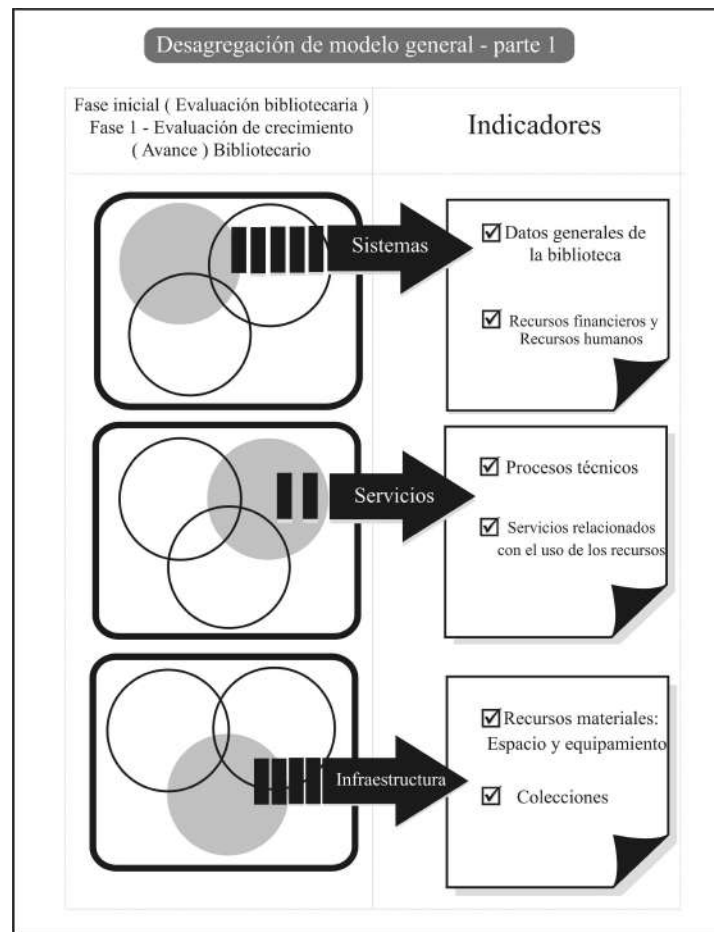 Desagregación de modelo general - parte 1
Fase inicial ( Evaluación bibliotecaria )
Fase 1 - Evaluación de crecimiento
( Avance ) Bibliotecario
Indicadores
Sistemas
Datos generales de
la biblioteca
Recursos financieros y
Recursos humanos
Servicios
Procesos técnicos
Servicios relacionados
con el uso de los recursos
Infraestructura
Recursos materiales:
Espacio y equipamiento
Colecciones